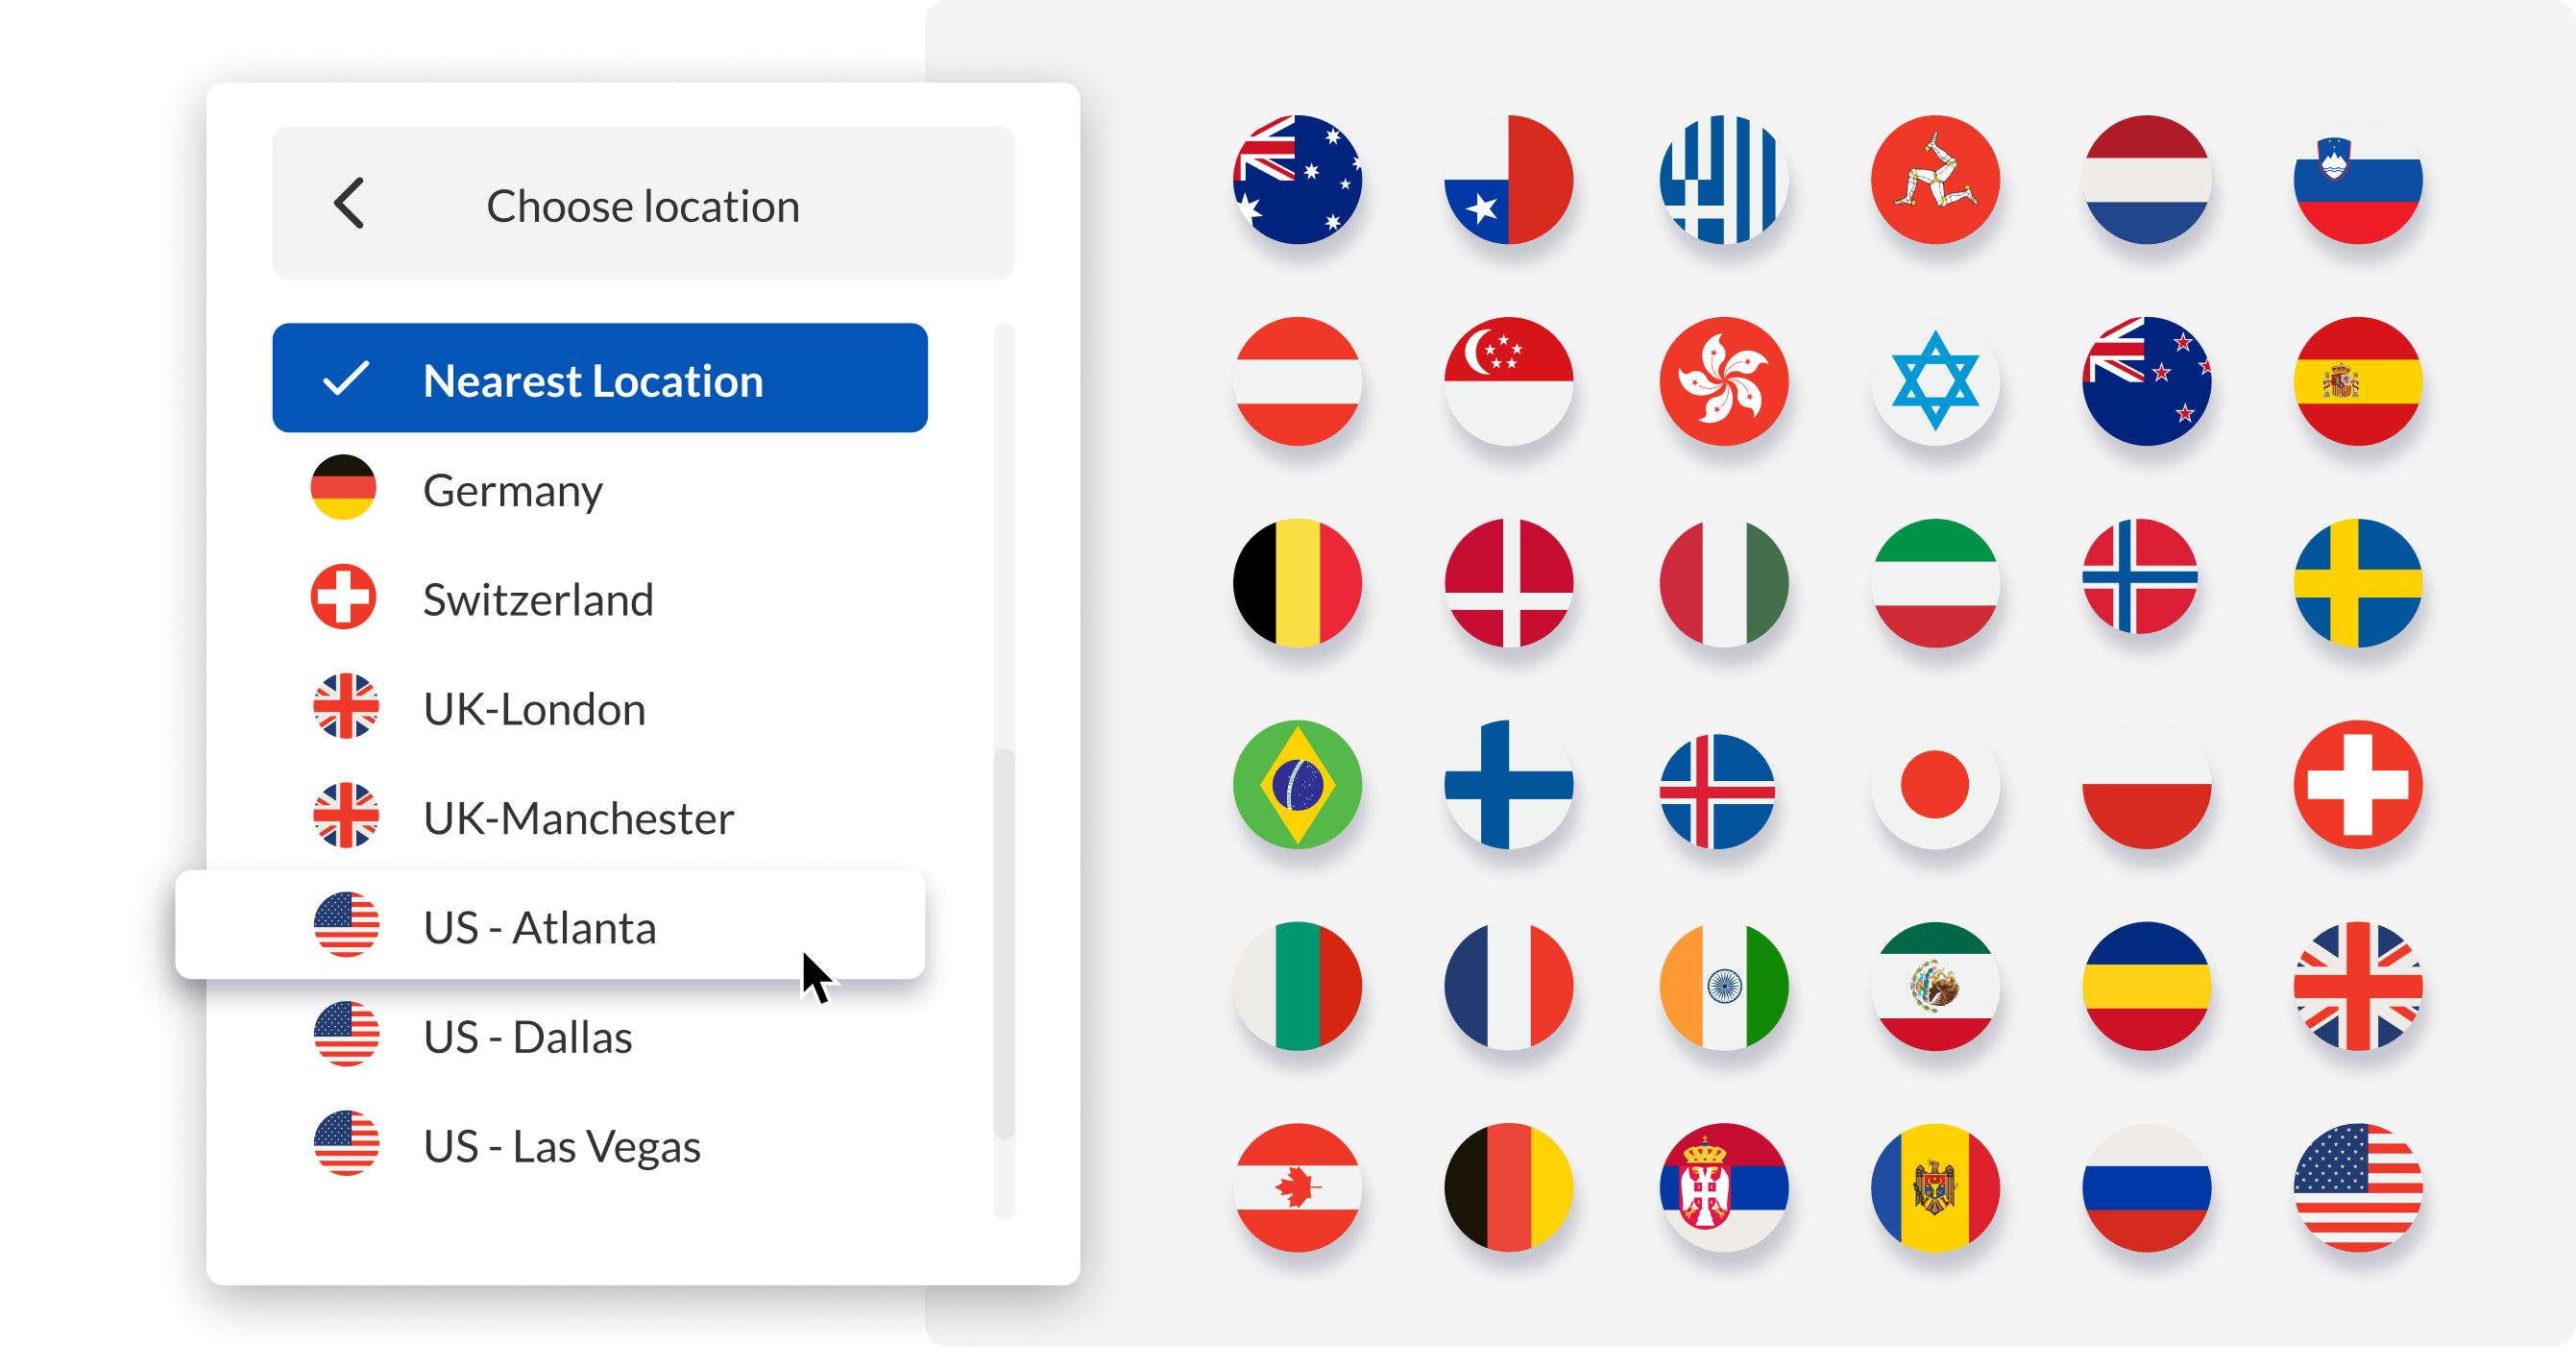 Choose location
Nearest Location
Germany
Switzerland
UK-London
UK-Manchester
US - Atlanta
US - Dallas
US - Las Vegas